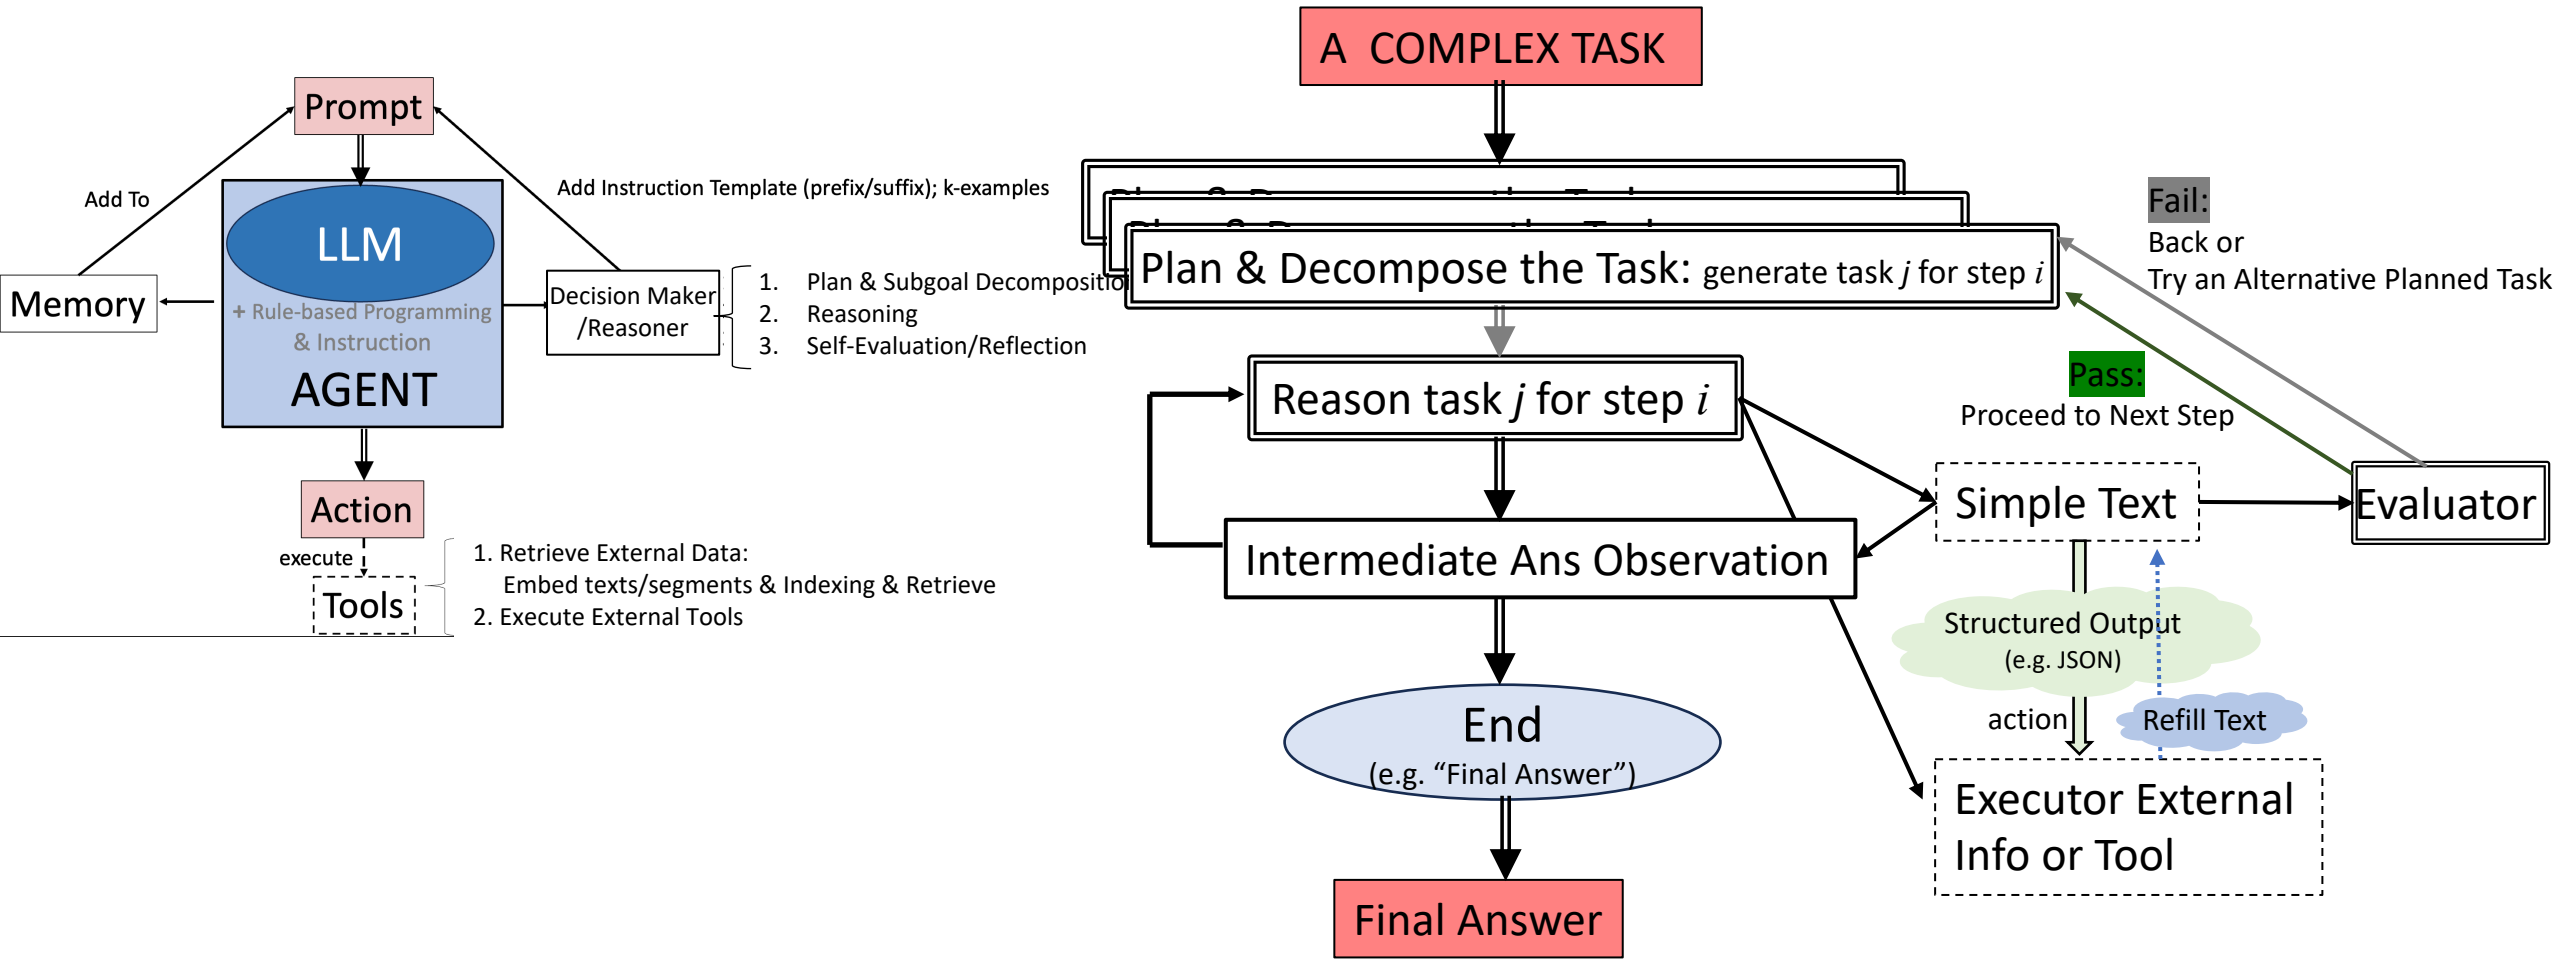 Prompt
Add To
Add Instruction Template (prefix/suffix); k-examples
LLM
Memory
+ Rule-based Programming
& Instruction
AGENT
Decision Maker
/Reasoner
1. Plan & Subgoal Decomposition
2. Reasoning
3. Self-Evaluation/Reflection
Action
execute
Tools
1. Retrieve External Data:
Embed texts/segments & Indexing & Retrieve
2. Execute External Tools
A COMPLEX TASK
Plan & Decompose the Task: generate task j for step i
Fail:
Back or
Try an Alternative Planned Task
Pass:
Proceed to Next Step
Reason task j for step i
Simple Text
Evaluator
Intermediate Ans Observation
Structured Output
(e.g. JSON)
action
Refill Text
End
(e.g. “Final Answer”)
Executor External
Info or Tool
Final Answer